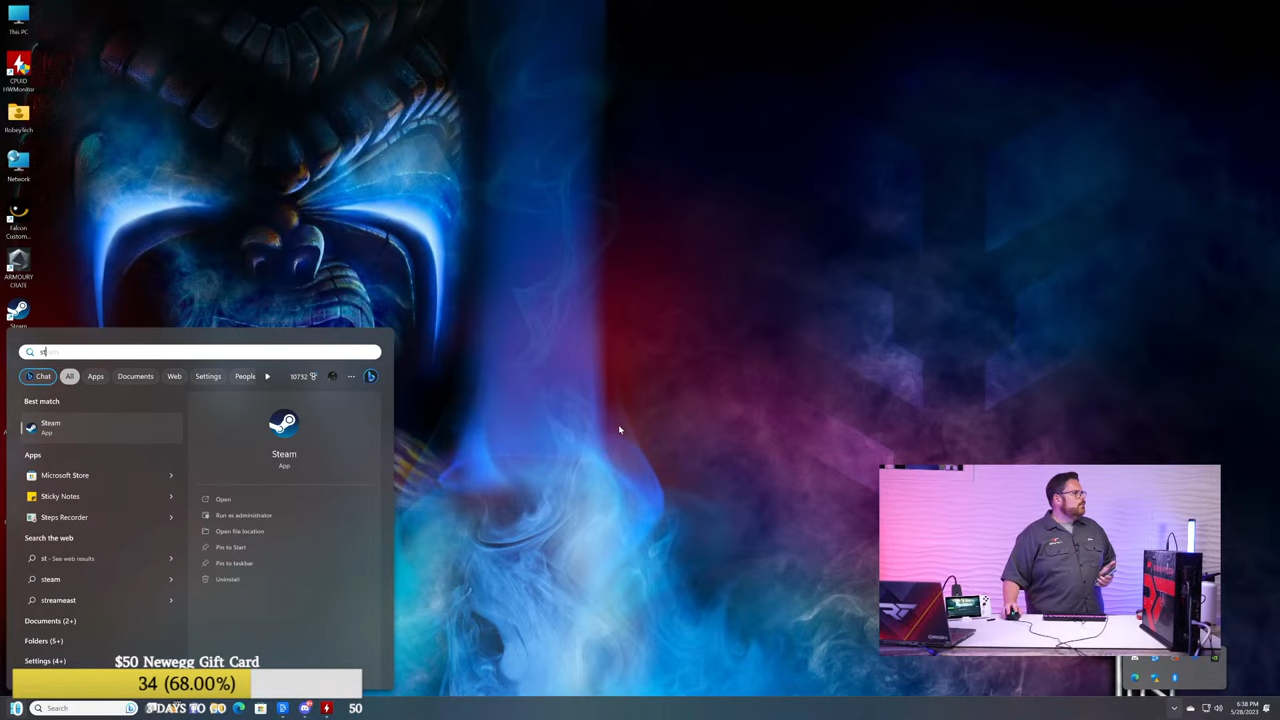 This PC
CPUID
HWMonitor
RobeyTech
Network
Falcon
Custom...
ARMOURY
CRATE
Steam
steam
Chat
All
Apps
Documents
Web
Settings
People
10732
...
Best match
Steam
App
Apps
Microsoft Store
Sticky Notes
Steps Recorder
Search the web
st - See web results
steam
streameast
Documents (2+)
Folders (5+)
Settings (4+)
Steam
App
Open
Run as administrator
Open file location
Pin to Start
Pin to taskbar
Uninstall
$50 Newegg Gift Card
34 (68.00%)
Search
DAYS TO GO
50
6:38 PM
5/28/2023